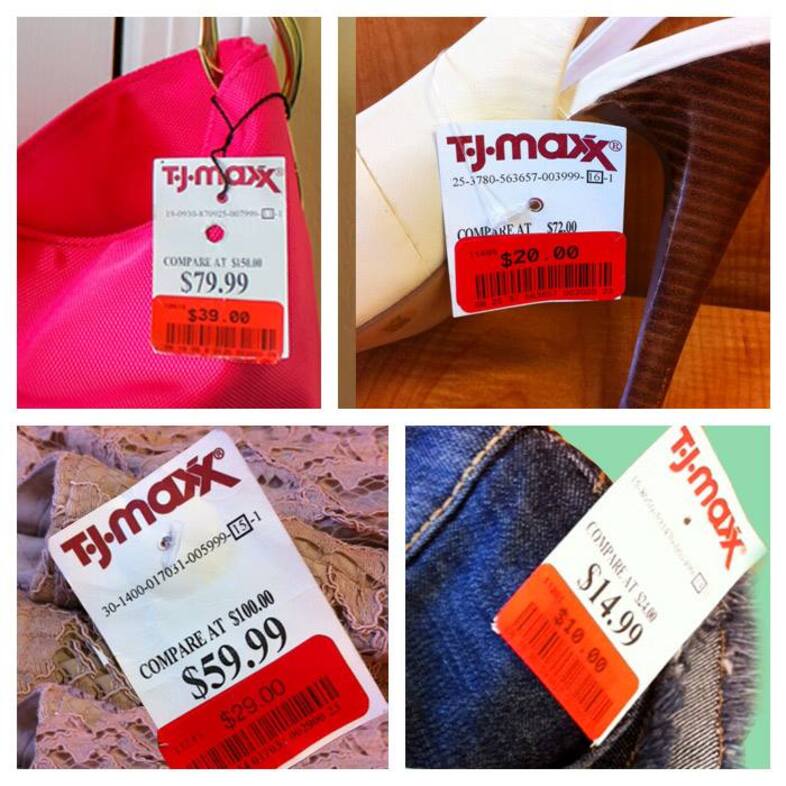 T.J.maxx®
COMPARE AT $150.00
$79.99
$39.00
T.J.maxx®
25-3780-563657-003999-16-1
COMPARE AT $72.00
$20.00
T.J.maxx®
30-1400-017031-005999-15-1
COMPARE AT $100.00
$59.99
$29.00
T.J.maxx®
COMPARE AT $24.00
$14.99
$10.00